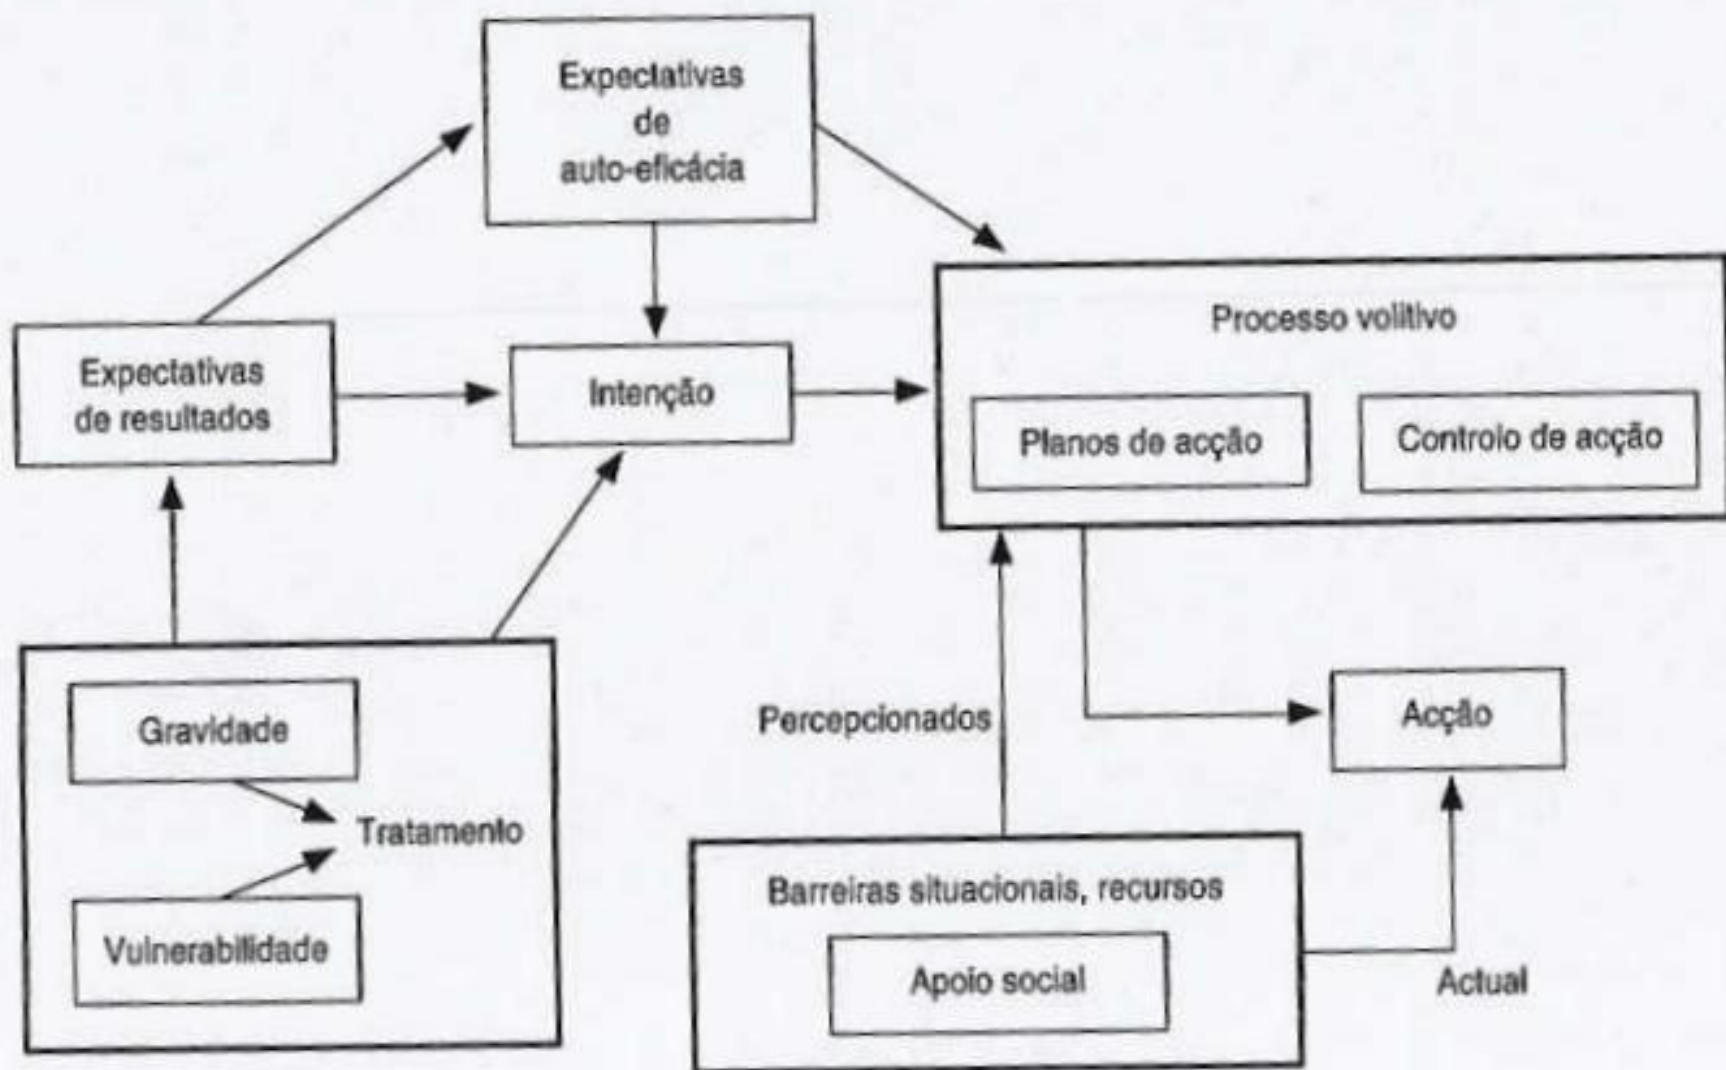 Expectativas
de
auto-eficácia
Processo volitivo
Expectativas
de resultados
Intenção
Planos de acção
Controlo de acção
Gravidade
Percepcionados
Acção
Tratamento
Barreiras situacionais, recursos
Vulnerabilidade
Apoio social
Actual